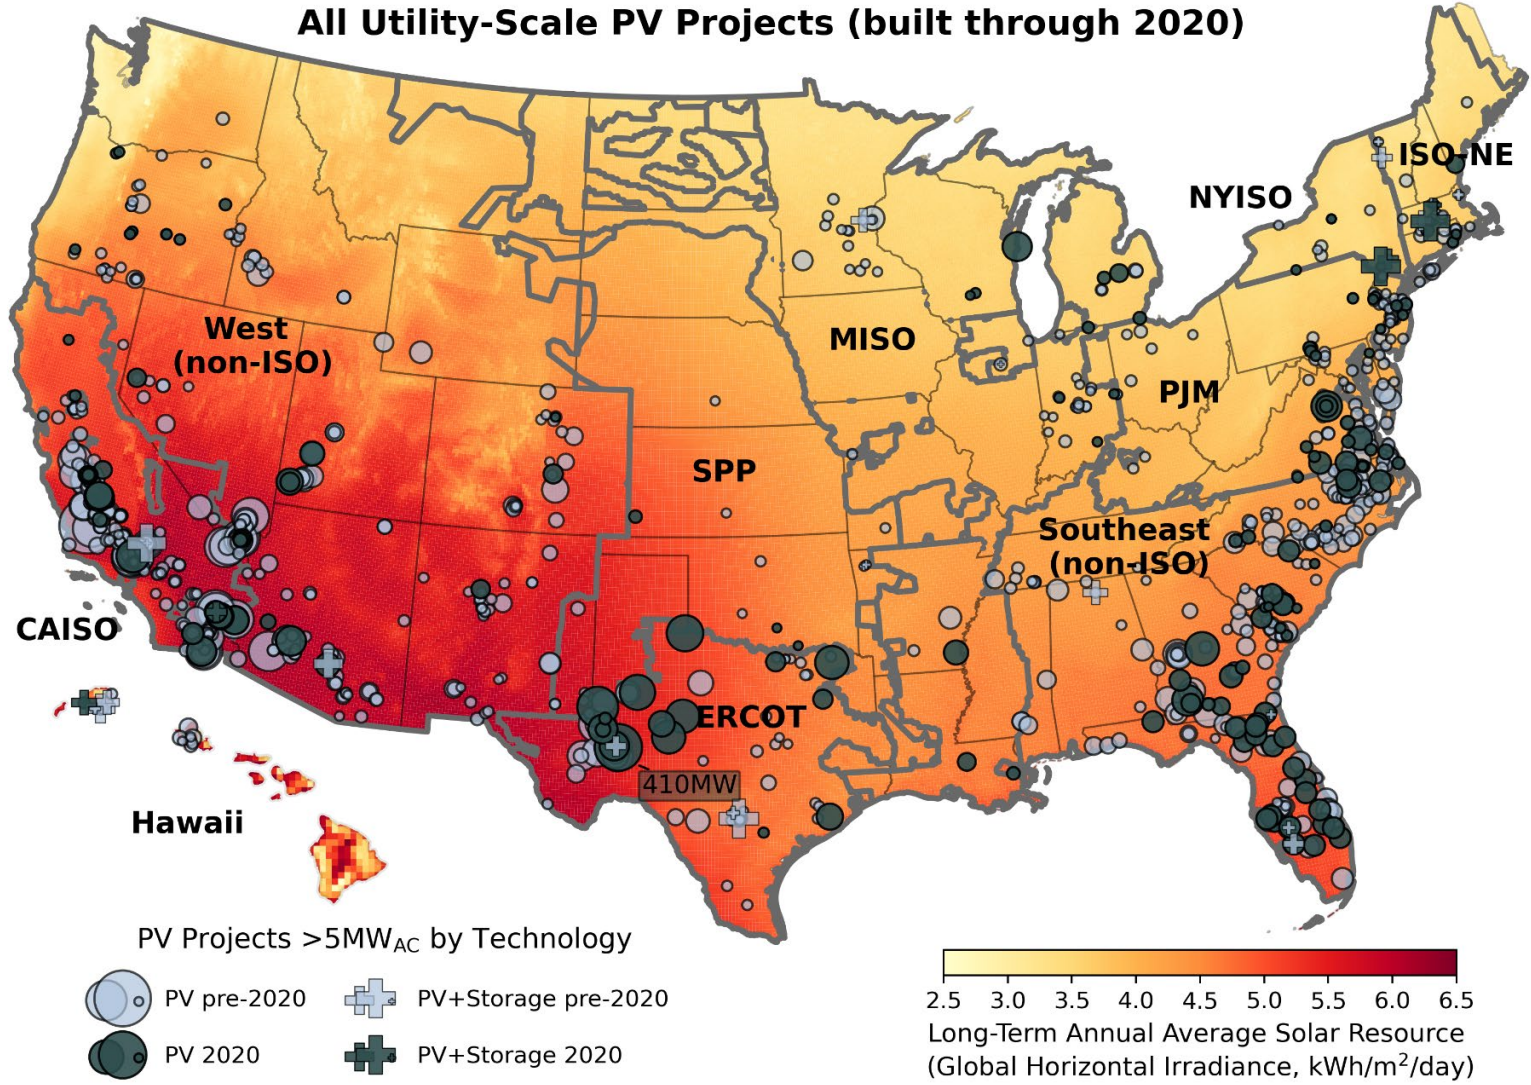 All Utility-Scale PV Projects (built through 2020)
ISO-NE
NYISO
West
(non-ISO)
MISO
PJM
SPP
Southeast
(non-ISO)
CAISO
ERCOT
410MW
Hawaii
PV Projects >5MW_AC by Technology
PV pre-2020
PV+Storage pre-2020
PV 2020
PV+Storage 2020
2.5 3.0 3.5 4.0 4.5 5.0 5.5 6.0 6.5
Long-Term Annual Average Solar Resource
(Global Horizontal Irradiance, kWh/m²/day)